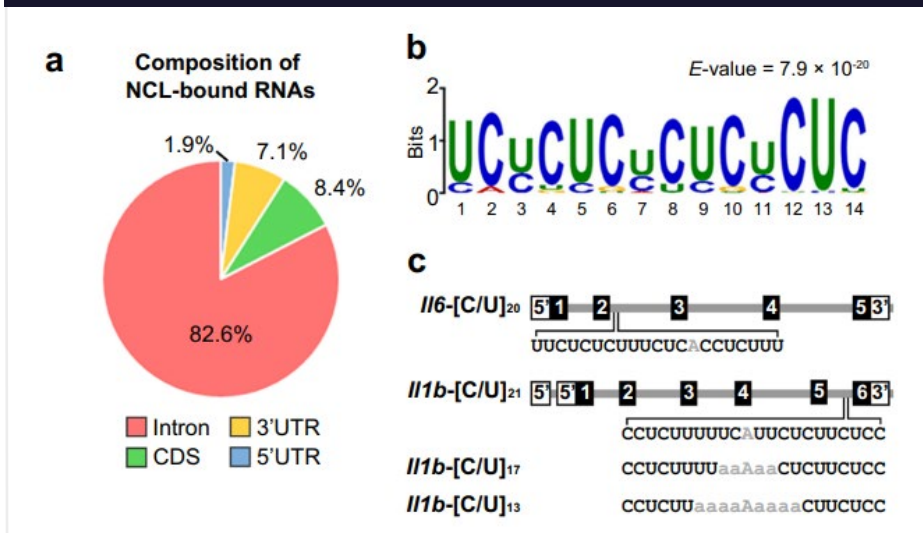 a
Composition of
NCL-bound RNAs
1.9%
7.1%
8.4%
82.6%
Intron 3'UTR
CDS 5'UTR
b
E-value = 7.9 × 10⁻²⁰
2
1
0
Bits
UCUCUCUCUCUCUC
1 2 3 4 5 6 7 8 9 10 11 12 13 14
c
Il6-[C/U]₂₀ 5' 1 2 3 4 5 3'
UUCUCUCUUUCUCACCUCUUU
Il1b-[C/U]₂₁ 5' 5' 1 2 3 4 5 6 3'
CCUCUUUUUCAUUCUCUUCUCC
Il1b-[C/U]₁₇ CCUCUUUUaaAaaCUCUUCUCC
Il1b-[C/U]₁₃ CCUCUUaaaaAaaaaCUUCUCC